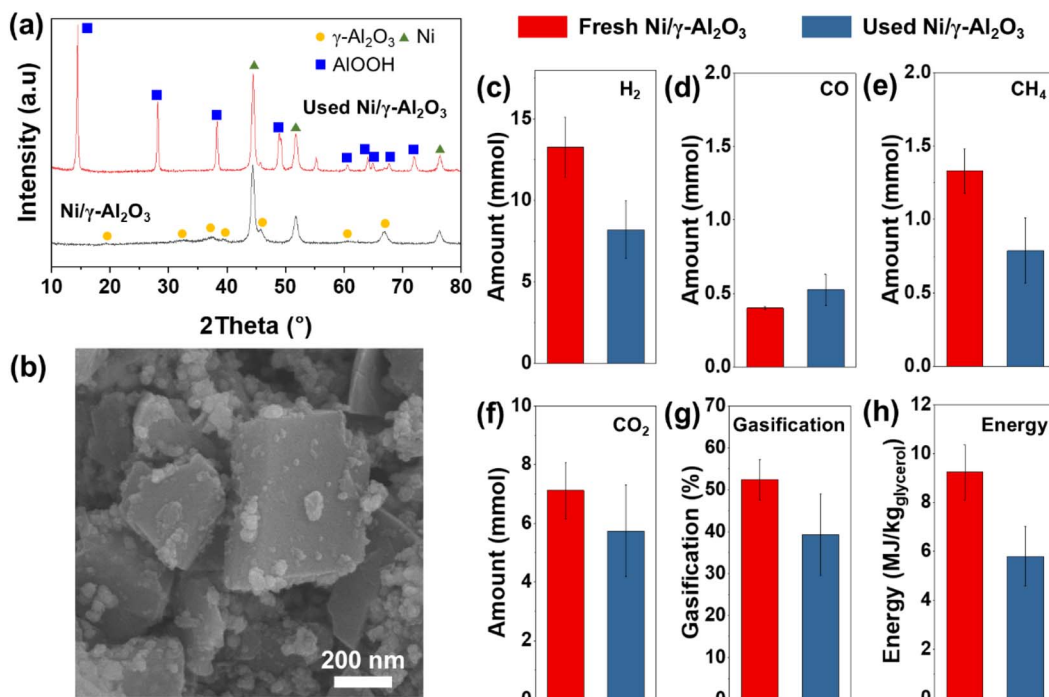 (a)
γ-Al₂O₃ Ni
AlOOH
Used Ni/γ-Al₂O₃
Ni/γ-Al₂O₃
Intensity (a.u)
10 20 30 40 50 60 70 80
2Theta (°)
(b)
200 nm
Fresh Ni/γ-Al₂O₃ Used Ni/γ-Al₂O₃
(c)
H₂
Amount (mmol)
15
10
5
0
(d)
CO
Amount (mmol)
2.0
1.5
1.0
0.5
0.0
(e)
CH₄
Amount (mmol)
2.0
1.5
1.0
0.5
0.0
(f)
CO₂
Amount (mmol)
8
6
4
2
0
(g)
Gasification
Gasification (%)
70
60
50
40
30
20
10
0
(h)
Energy
Energy (MJ/kg glycerol)
12
10
8
6
4
2
0